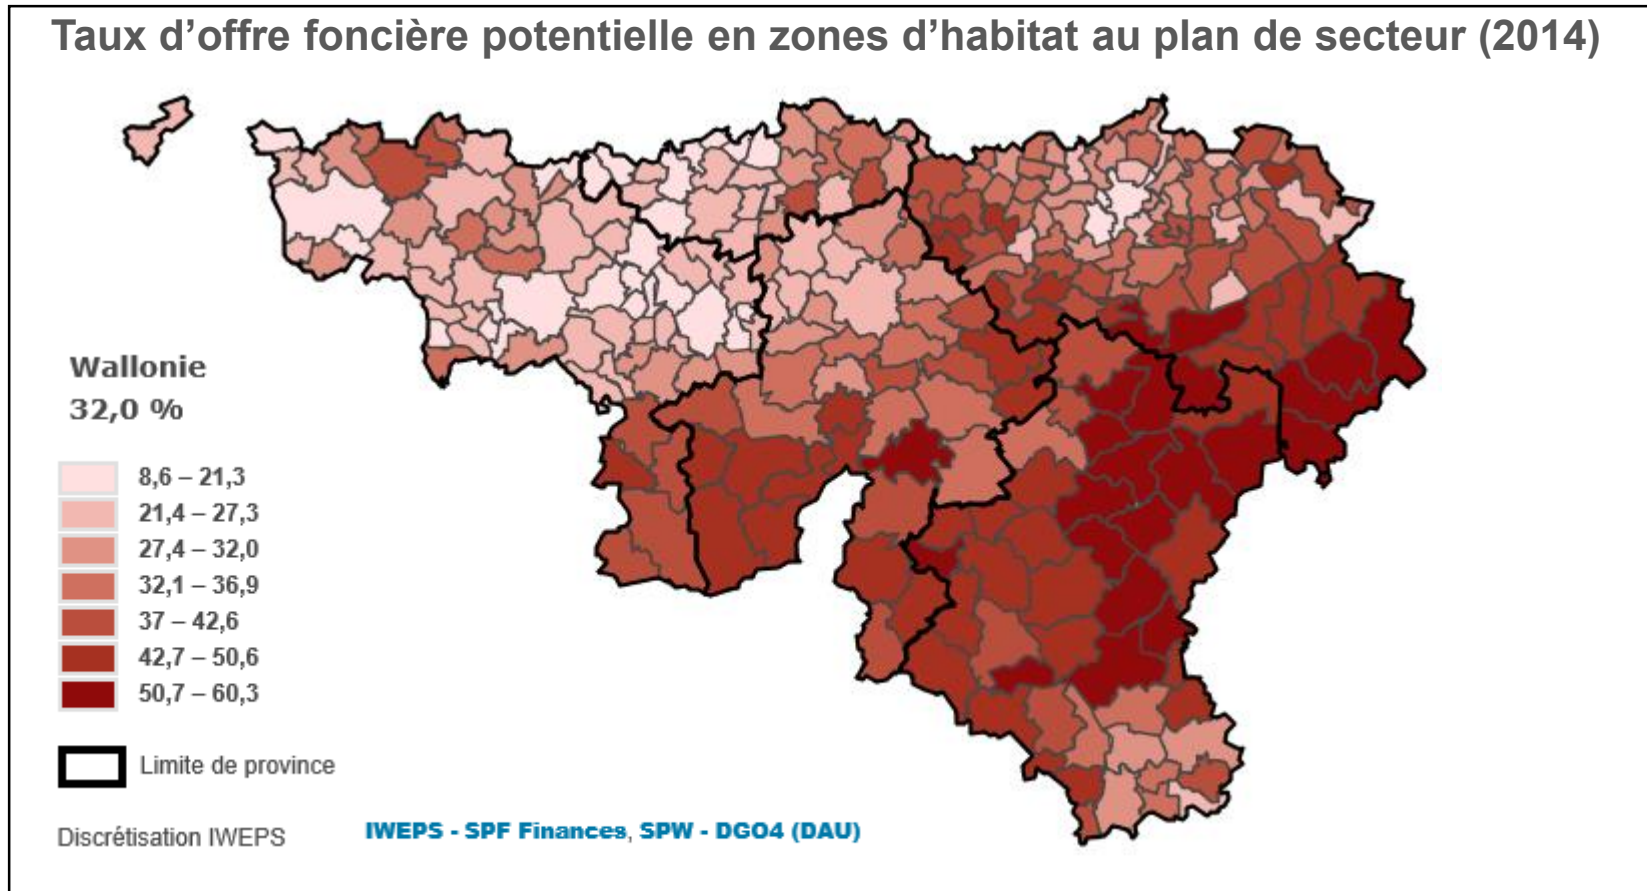 Taux d’offre foncière potentielle en zones d’habitat au plan de secteur (2014)
Wallonie
32,0 %
8,6 – 21,3
21,4 – 27,3
27,4 – 32,0
32,1 – 36,9
37 – 42,6
42,7 – 50,6
50,7 – 60,3
Limite de province
Discrétisation IWEPS
IWEPS - SPF Finances, SPW - DGO4 (DAU)